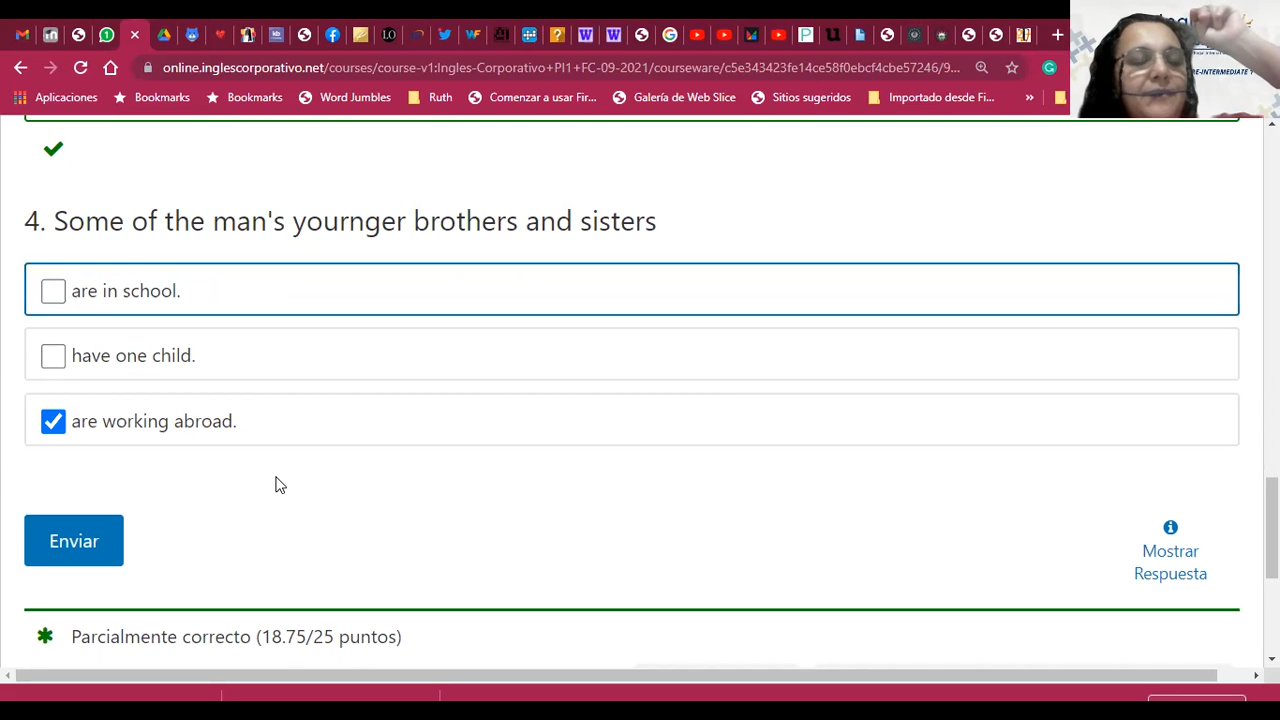 online.inglescorporativo.net/courses/course-v1:Ingles-Corporativo+PI1+FC-09-2021/courseware/c5e343423fe14ce58f0ebcf4cbe57246/9...
Aplicaciones Bookmarks Bookmarks Word Jumbles Ruth Comenzar a usar Fir... Galería de Web Slice Sitios sugeridos Importado desde Fi... »
4. Some of the man's yournger brothers and sisters
are in school.
have one child.
are working abroad.
Enviar
Mostrar
Respuesta
Parcialmente correcto (18.75/25 puntos)